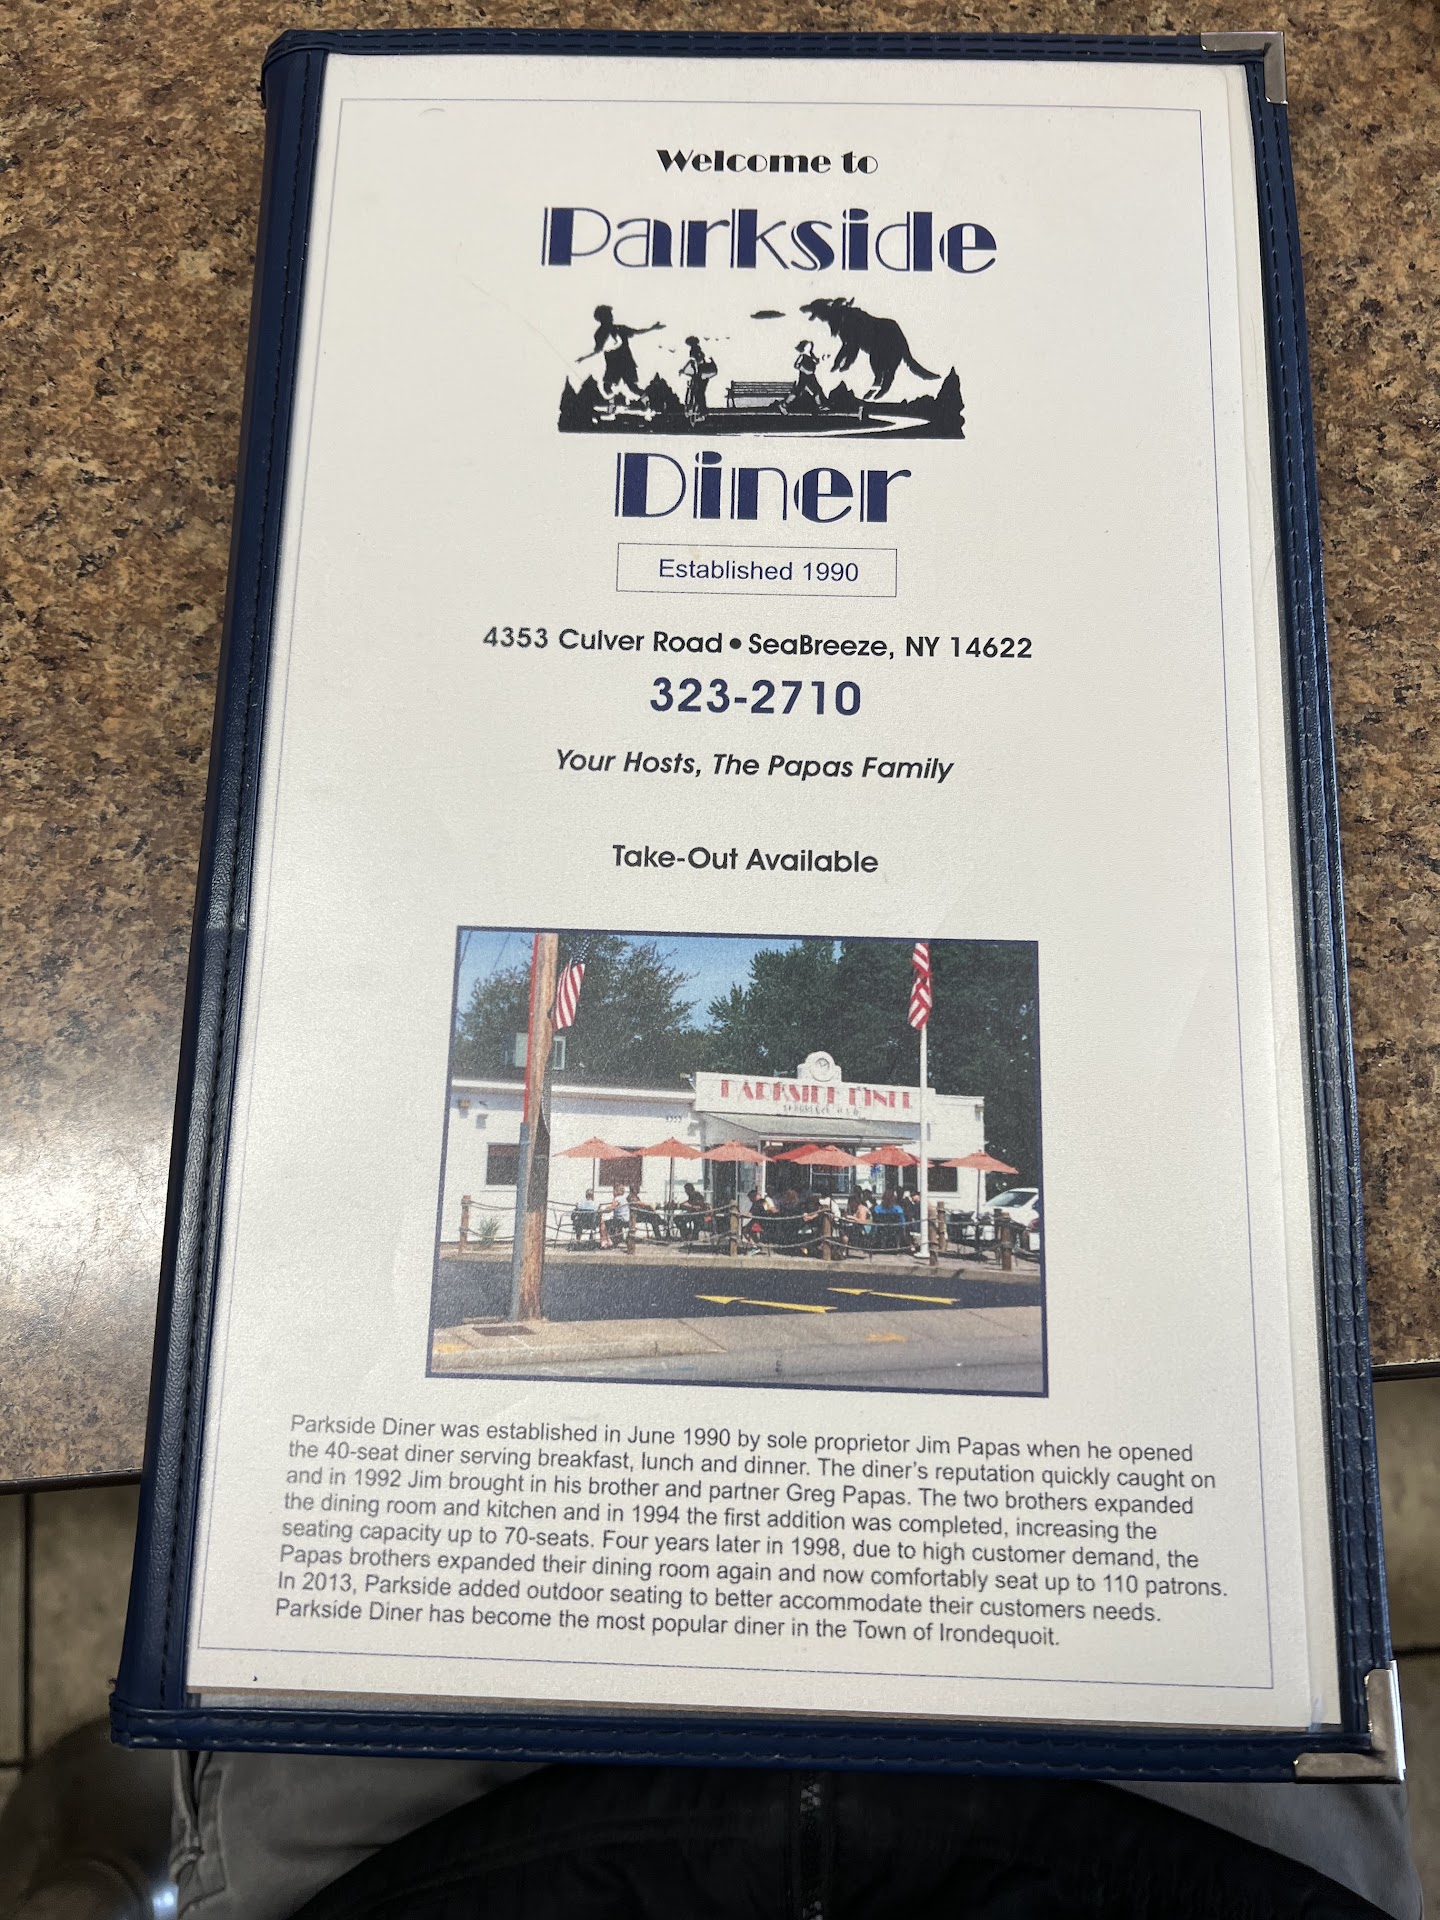 Welcome to
Parkside
Diner
Established 1990
4353 Culver Road • SeaBreeze, NY 14622
323-2710
Your Hosts, The Papas Family
Take-Out Available
PARKSIDE DINER
4353
Parkside Diner was established in June 1990 by sole proprietor Jim Papas when he opened
the 40-seat diner serving breakfast, lunch and dinner. The diner's reputation quickly caught on
and in 1992 Jim brought in his brother and partner Greg Papas. The two brothers expanded
the dining room and kitchen and in 1994 the first addition was completed, increasing the
seating capacity up to 70-seats. Four years later in 1998, due to high customer demand, the
Papas brothers expanded their dining room again and now comfortably seat up to 110 patrons.
In 2013, Parkside added outdoor seating to better accommodate their customers needs.
Parkside Diner has become the most popular diner in the Town of Irondequoit.